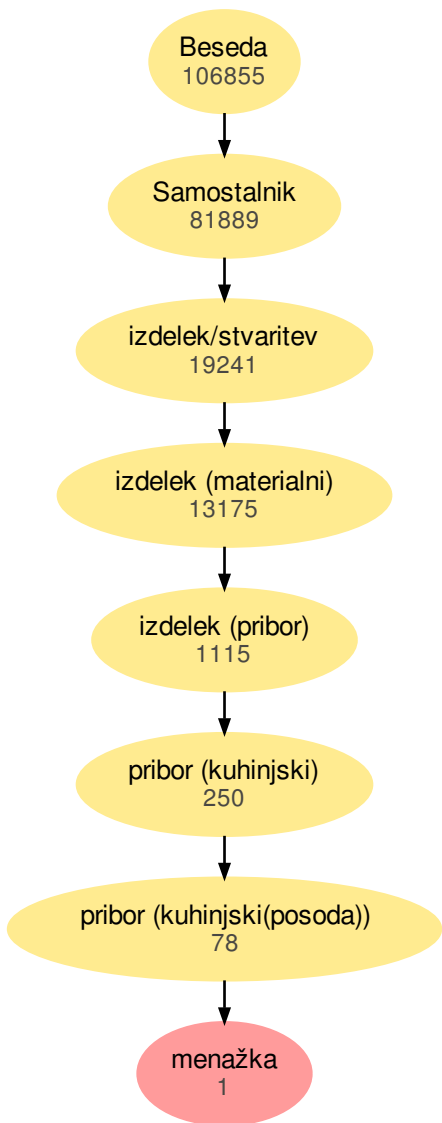 Beseda
106855
Samostalnik
81889
izdelek/stvaritev
19241
izdelek (materialni)
13175
izdelek (pribor)
1115
pribor (kuhinjski)
250
pribor (kuhinjski(posoda))
78
menažka
1